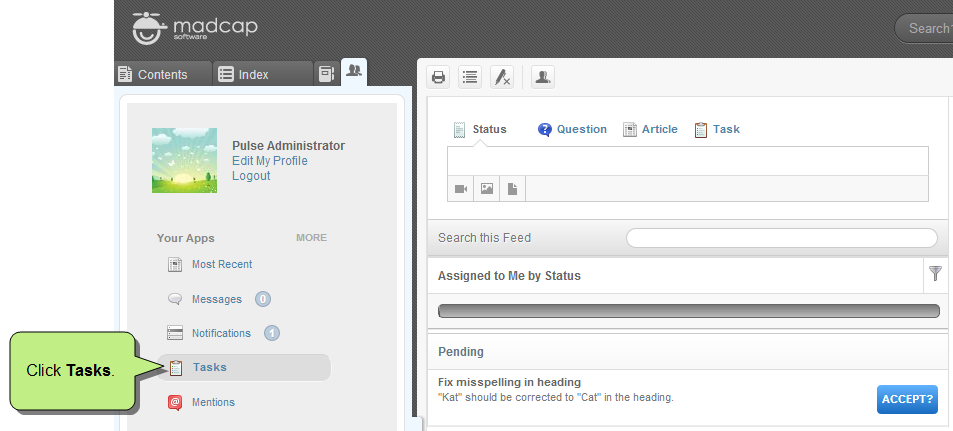 madcap
software
Search
Contents
Index
Pulse Administrator
Edit My Profile
Logout
Your Apps MORE
Most Recent
Messages 0
Notifications 1
Tasks
Mentions
Click Tasks.
Status Question Article Task
Search this Feed
Assigned to Me by Status
Pending
Fix misspelling in heading
"Kat" should be corrected to "Cat" in the heading.
ACCEPT?